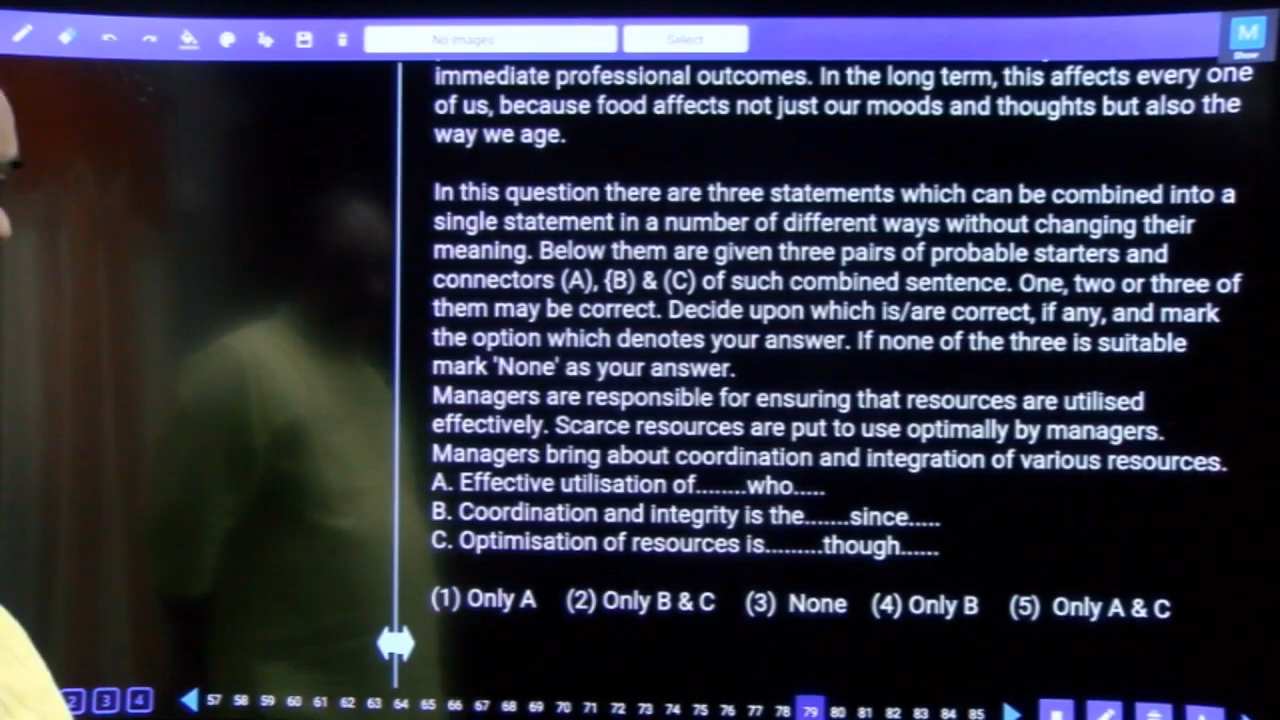 No Images
Select
M
Show
immediate professional outcomes. In the long term, this affects every one
of us, because food affects not just our moods and thoughts but also the
way we age.
In this question there are three statements which can be combined into a
single statement in a number of different ways without changing their
meaning. Below them are given three pairs of probable starters and
connectors (A), {B) & (C) of such combined sentence. One, two or three of
them may be correct. Decide upon which is/are correct, if any, and mark
the option which denotes your answer. If none of the three is suitable
mark 'None' as your answer.
Managers are responsible for ensuring that resources are utilised
effectively. Scarce resources are put to use optimally by managers.
Managers bring about coordination and integration of various resources.
A. Effective utilisation of........who.....
B. Coordination and integrity is the.......since.....
C. Optimisation of resources is.........though......
(1) Only A (2) Only B & C (3) None (4) Only B (5) Only A & C
2 3 4 57 58 59 60 61 62 63 64 65 66 67 68 69 70 71 72 73 74 75 76 77 78 79 80 81 82 83 84 85